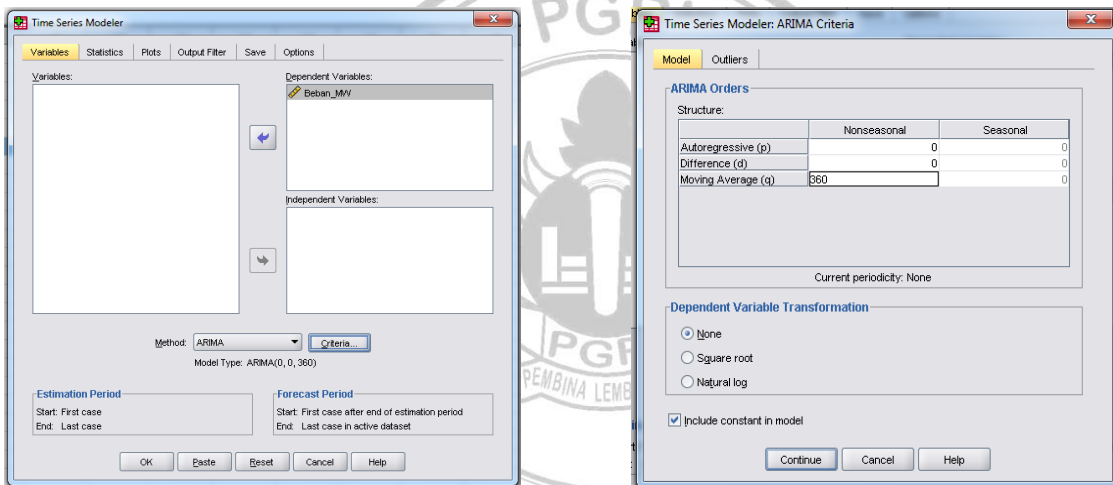 Time Series Modeler
Variables Statistics Plots Output Filter Save Options
Variables:
Dependent Variables:
Beban_MW
Independent Variables:
Method: ARIMA Criteria...
Model Type: ARIMA(0, 0, 360)
Estimation Period
Start: First case
End: Last case
Forecast Period
Start: First case after end of estimation period
End: Last case in active dataset
OK Paste Reset Cancel Help
PGRI
PEMBINA LEMB
Time Series Modeler: ARIMA Criteria
Model Outliers
ARIMA Orders
Structure:
Nonseasonal Seasonal
Autoregressive (p) 0 0
Difference (d) 0 0
Moving Average (q) 360 0
Current periodicity: None
Dependent Variable Transformation
None
Square root
Natural log
Include constant in model
Continue Cancel Help